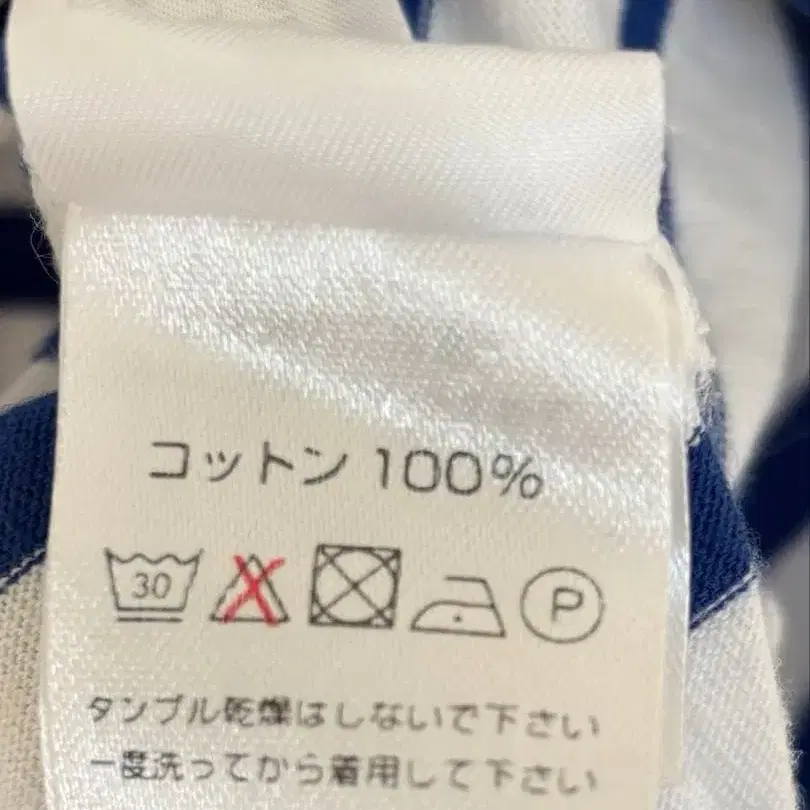 コットン 100%
30 P
タンブル乾燥はしないで下さい
一度洗ってから着用して下さい